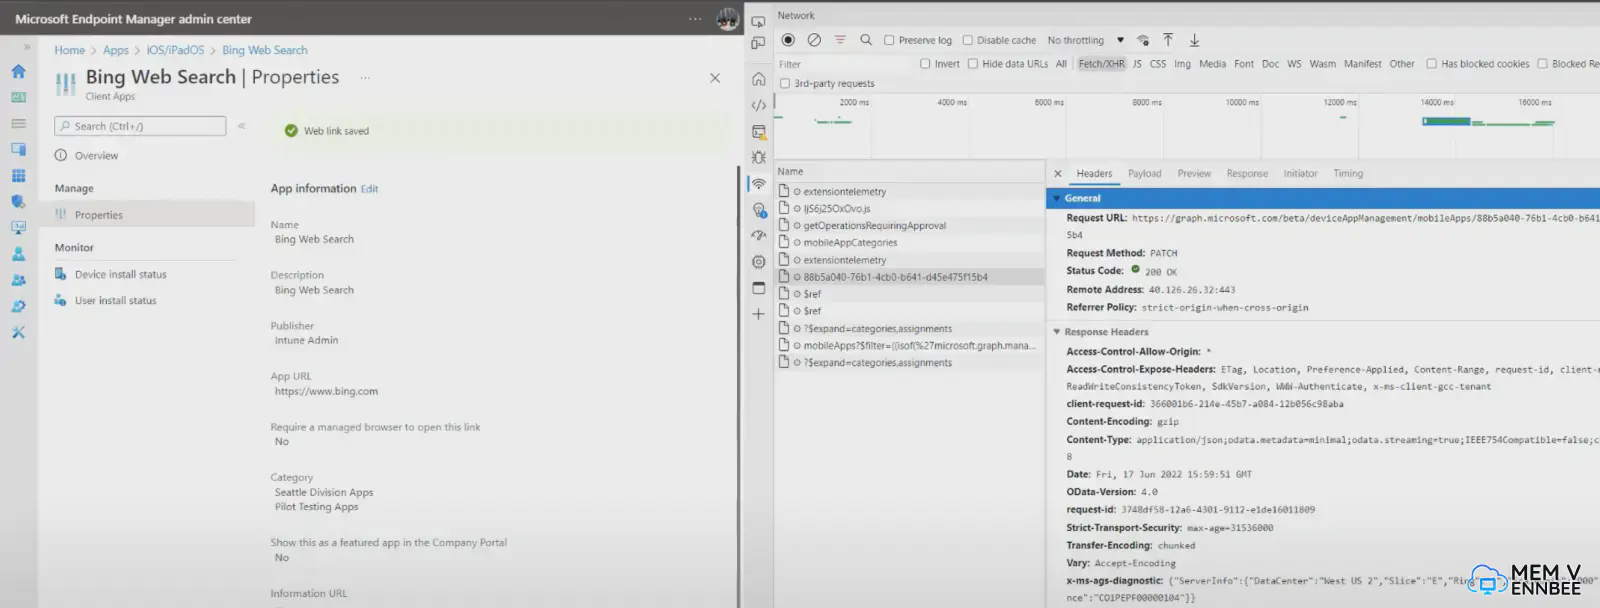 Microsoft Endpoint Manager admin center
Home > Apps > iOS/iPadOS > Bing Web Search
Bing Web Search | Properties
Client Apps
Search (Ctrl+/)
Overview
Manage
Properties
Monitor
Device install status
User install status
Web link saved
App information Edit
Name
Bing Web Search
Description
Bing Web Search
Publisher
Intune Admin
App URL
https://www.bing.com
Require a managed browser to open this link
No
Category
Seattle Division Apps
Pilot Testing Apps
Show this as a featured app in the Company Portal
No
Information URL
Network
Preserve log Disable cache No throttling
Filter Invert Hide data URLs All Fetch/XHR JS CSS Img Media Font Doc WS Wasm Manifest Other Has blocked cookies Blocked Re
3rd-party requests
2000 ms 4000 ms 6000 ms 8000 ms 10000 ms 12000 ms 14000 ms 16000 ms
Name
extensiontelemetry
IjS6j25OxOvo.js
getOperationsRequiringApproval
mobileAppCategories
extensiontelemetry
88b5a040-76b1-4cb0-b641-d45e475f15b4
$ref
$ref
?$expand=categories,assignments
mobileApps?$filter=((isof(%27microsoft.graph.mana...
?$expand=categories,assignments
Headers Payload Preview Response Initiator Timing
General
Request URL: https://graph.microsoft.com/beta/deviceAppManagement/mobileApps/88b5a040-76b1-4cb0-b641
5b4
Request Method: PATCH
Status Code: 200 OK
Remote Address: 40.126.26.32:443
Referrer Policy: strict-origin-when-cross-origin
Response Headers
Access-Control-Allow-Origin: *
Access-Control-Expose-Headers: ETag, Location, Preference-Applied, Content-Range, request-id, client-r
ReadWriteConsistencyToken, SdkVersion, WWW-Authenticate, x-ms-client-gcc-tenant
client-request-id: 366001b6-214e-45b7-a084-12b056c98aba
Content-Encoding: gzip
Content-Type: application/json;odata.metadata=minimal;odata.streaming=true;IEEE754Compatible=false;c
8
Date: Fri, 17 Jun 2022 15:59:51 GMT
OData-Version: 4.0
request-id: 3748df58-12a6-4301-9112-e1de16011809
Strict-Transport-Security: max-age=31536000
Transfer-Encoding: chunked
Vary: Accept-Encoding
x-ms-ags-diagnostic: {"ServerInfo":{"DataCenter":"West US 2","Slice":"E","Rin
nce":"CO1PEPF00000104"}}
MEM V
ENNBEE